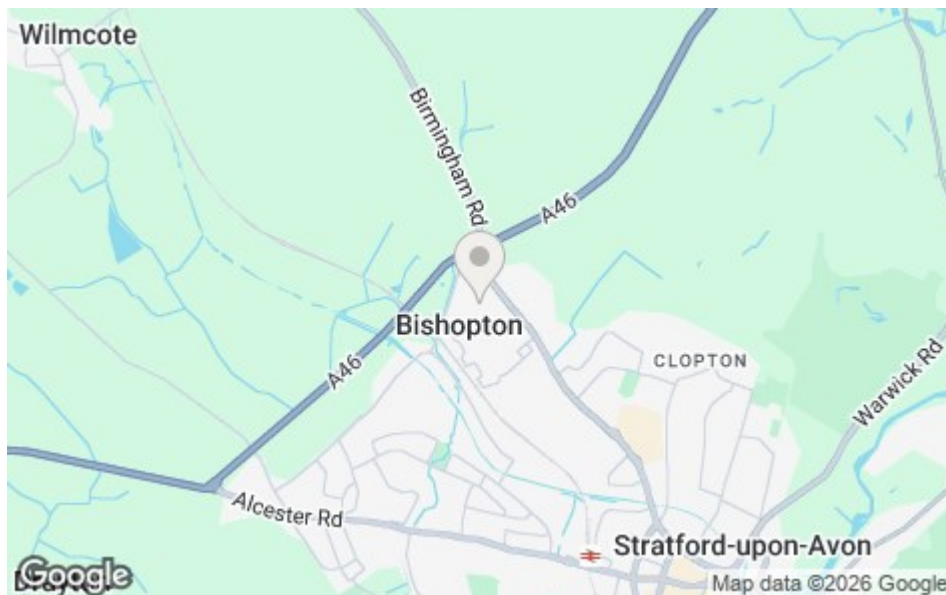 Wilmcote
Birmingham Rd
A46
Bishopton
CLOPTON
A46
Warwick Rd
Alcester Rd
Stratford-upon-Avon
Google
Map data ©2026 Google